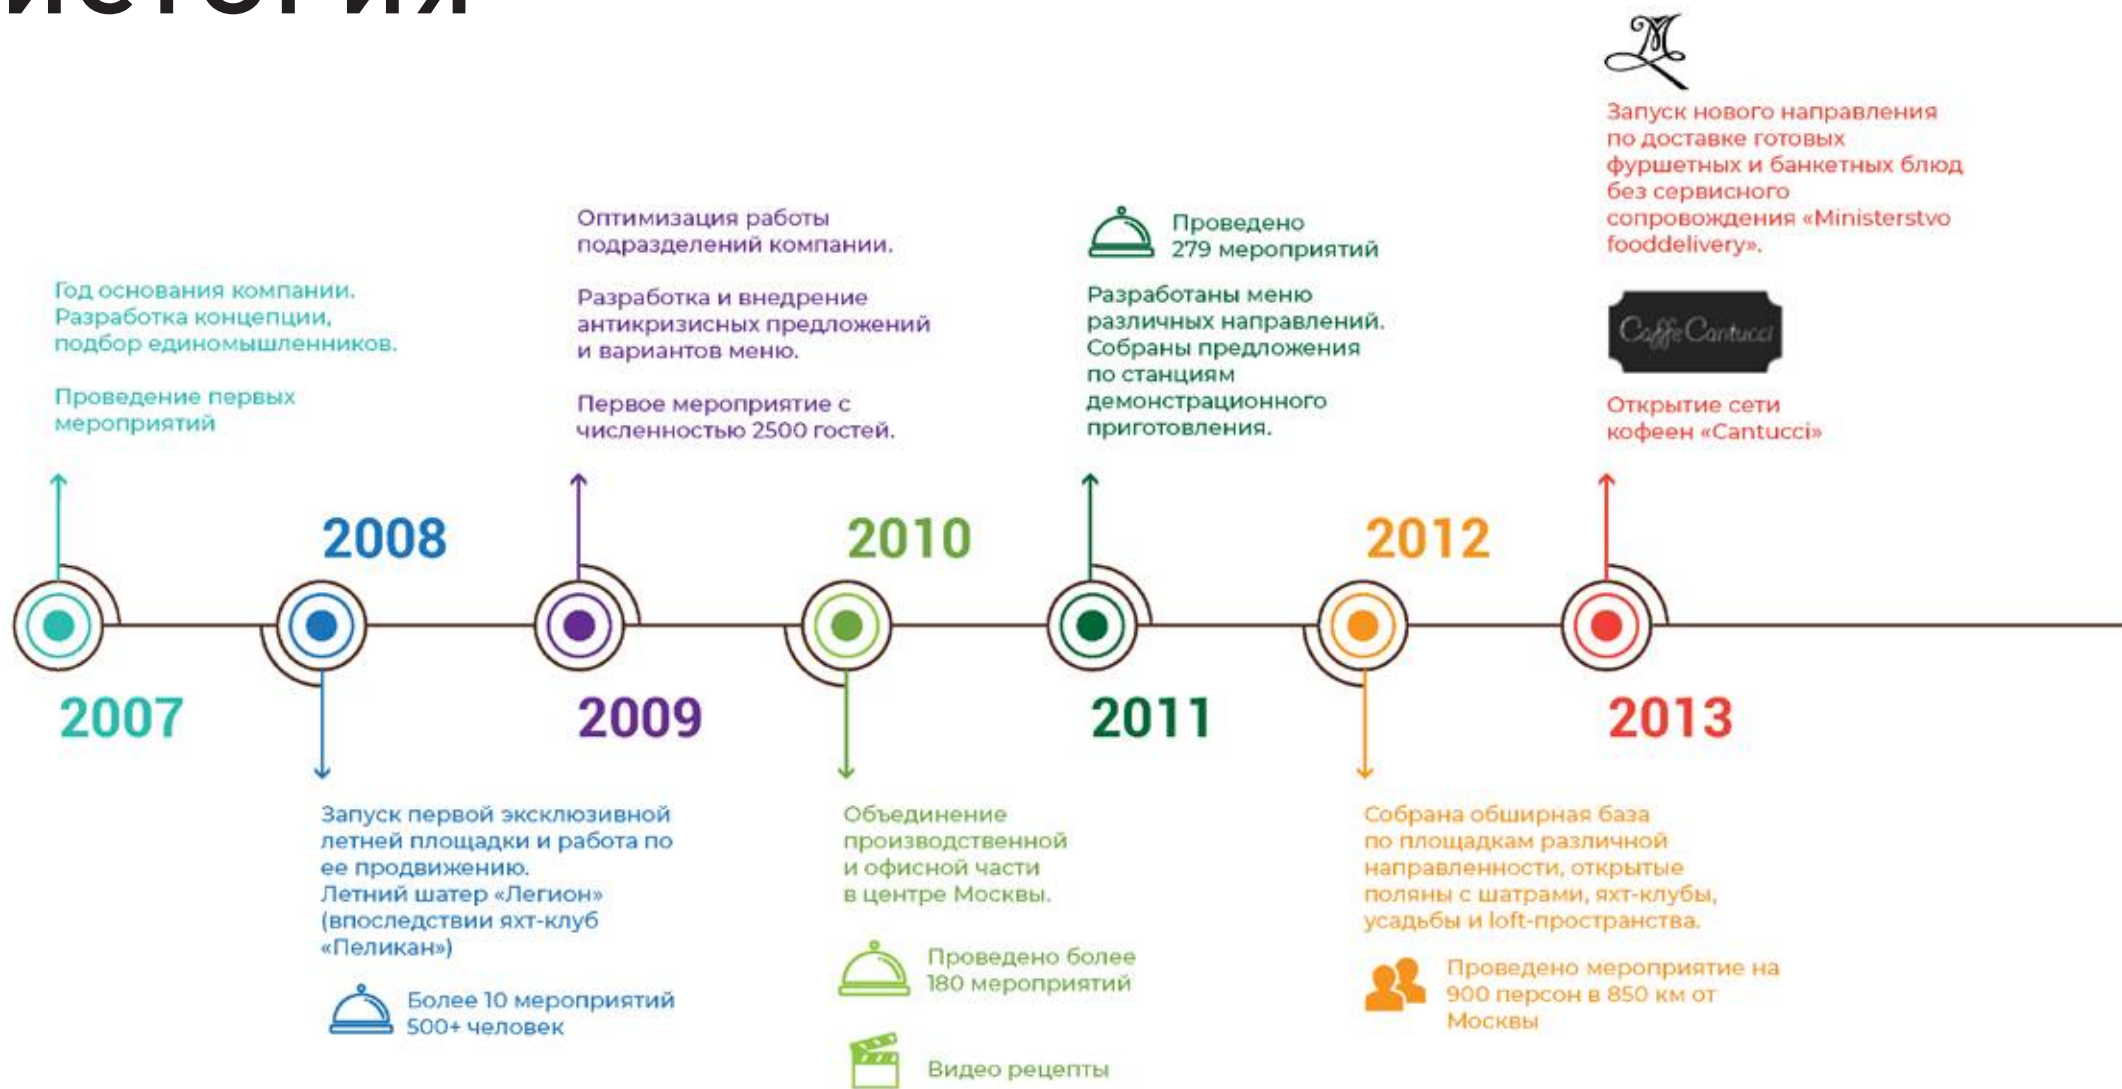 ИСТОРИЯ
Год основания компании.
Разработка концепции,
подбор единомышленников.
Проведение первых
мероприятий
2007
2008
Запуск первой эксклюзивной
летней площадки и работа по
ее продвижению.
Летний шатер «Легион»
(впоследствии яхт-клуб
«Пеликан»)
Более 10 мероприятий
500+ человек
Оптимизация работы
подразделений компании.
Разработка и внедрение
антикризисных предложений
и вариантов меню.
Первое мероприятие с
численностью 2500 гостей.
2009
2010
Объединение
производственной
и офисной части
в центре Москвы.
Проведено более
180 мероприятий
Видео рецепты
Проведено
279 мероприятий
Разработаны меню
различных направлений.
Собраны предложения
по станциям
демонстрационного
приготовления.
2011
2012
Собрана обширная база
по площадкам различной
направленности, открытые
поляны с шатрами, яхт-клубы,
усадьбы и loft-пространства.
Проведено мероприятие на
900 персон в 850 км от
Москвы
M
Запуск нового направления
по доставке готовых
фуршетных и банкетных блюд
без сервисного
сопровождения «Ministerstvo
fooddelivery».
Caffe Cantucci
Открытие сети
кофеен «Cantucci»
2013